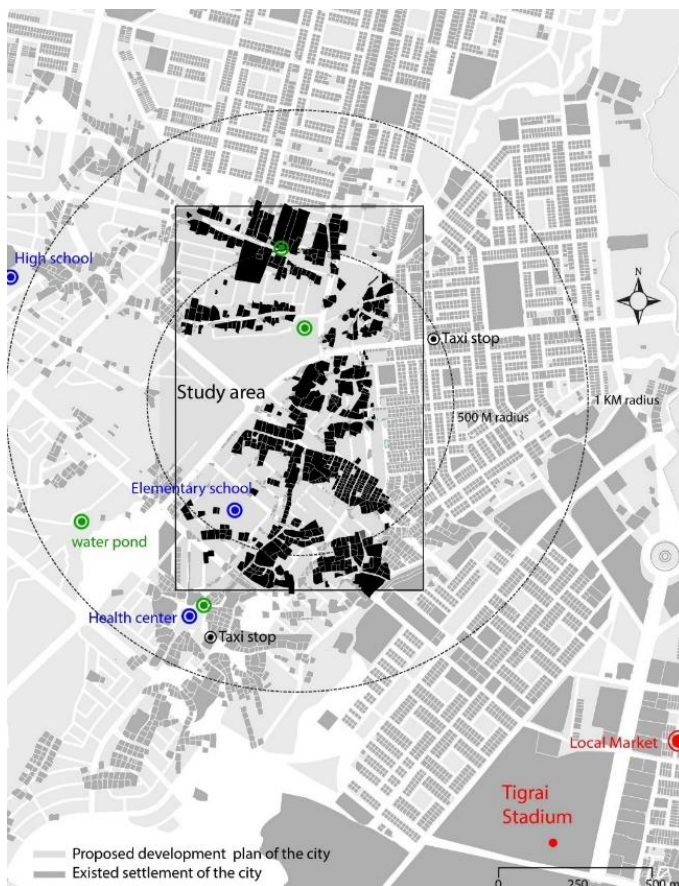 High school
N
Taxi stop
Study area
1 KM radius
500 M radius
Elementary school
water pond
Health center
Taxi stop
Local Market
Tigrai
Stadium
Proposed development plan of the city
Existed settlement of the city
0 250 500 m